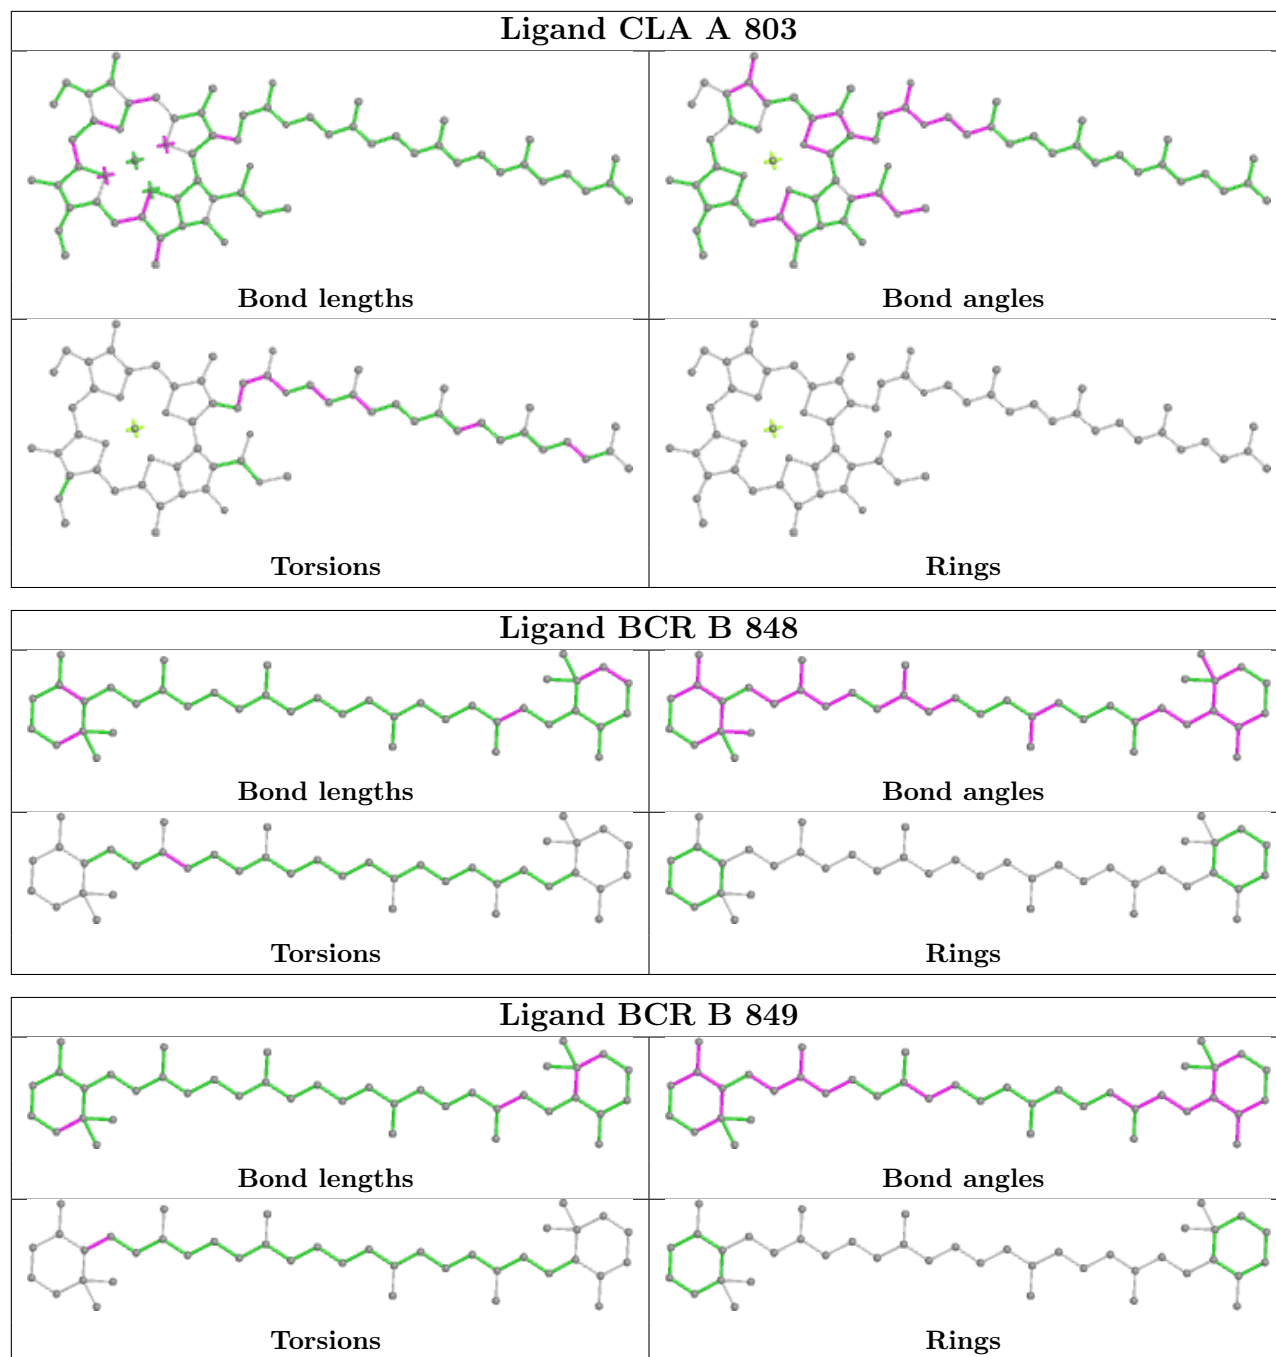 Ligand CLA A 803
Bond lengths
Bond angles
Torsions
Rings
Ligand BCR B 848
Bond lengths
Bond angles
Torsions
Rings
Ligand BCR B 849
Bond lengths
Bond angles
Torsions
Rings